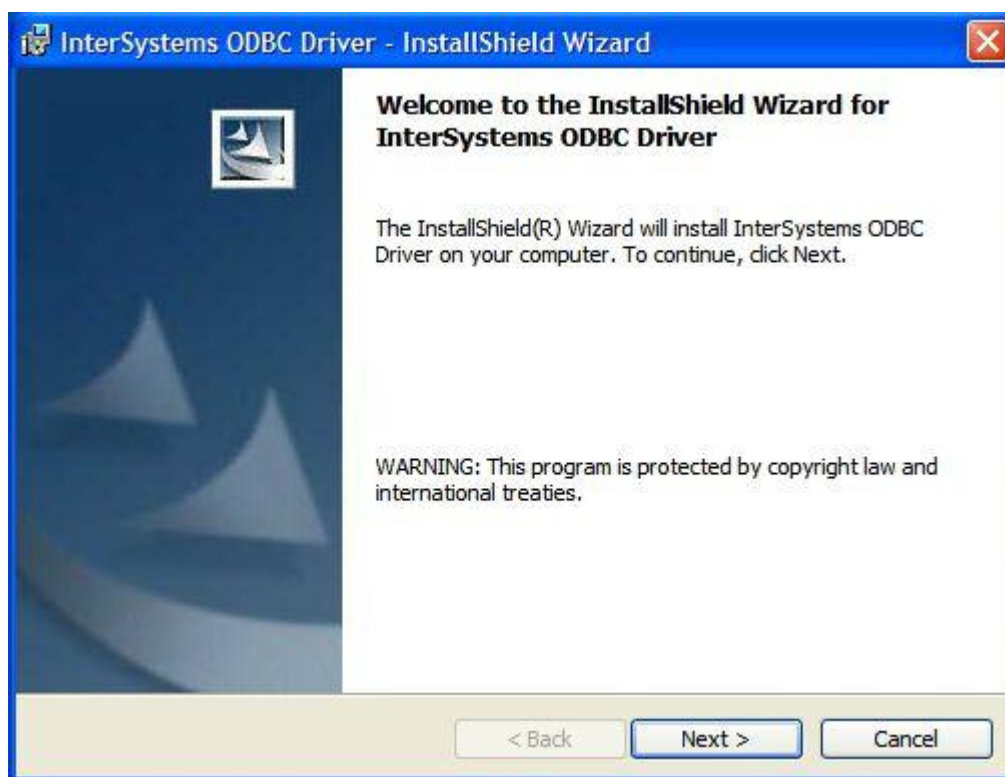 InterSystems ODBC Driver - InstallShield Wizard
Welcome to the InstallShield Wizard for
InterSystems ODBC Driver
The InstallShield(R) Wizard will install InterSystems ODBC
Driver on your computer. To continue, click Next.
WARNING: This program is protected by copyright law and
international treaties.
< Back
Next >
Cancel